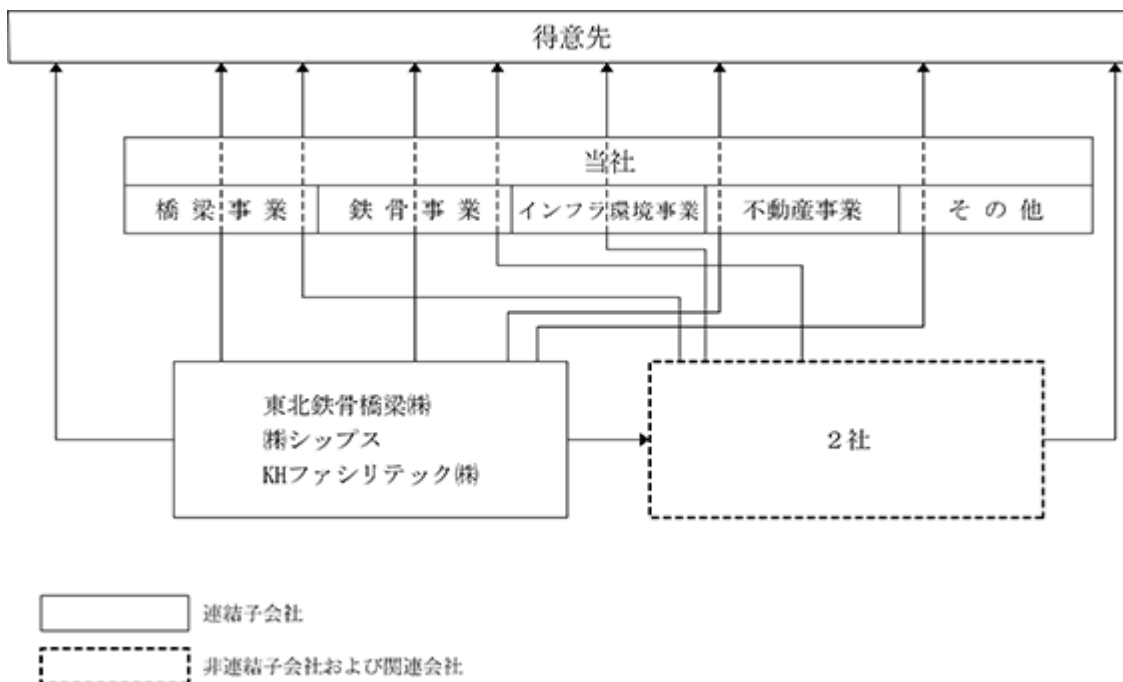 得意先
当社
橋梁事業
鉄骨事業
インフラ環境事業
不動産事業
その他
東北鉄骨橋梁㈱
㈱シップス
KHファシリテック㈱
２社
連結子会社
非連結子会社および関連会社